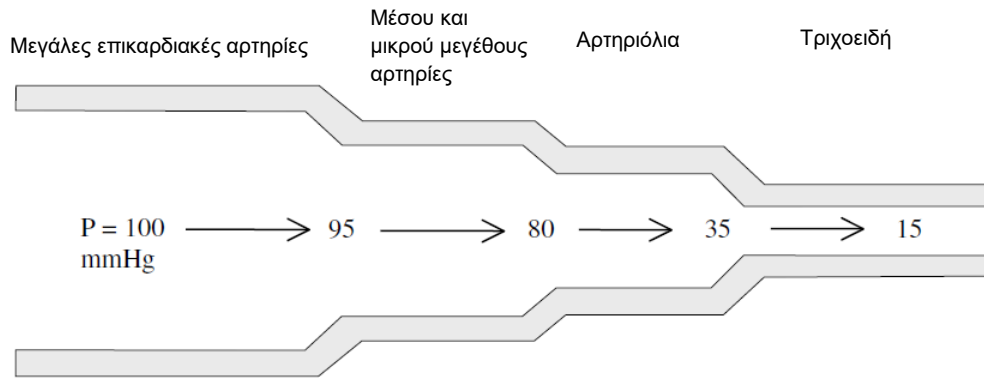 Μεγάλες επικαρδιακές αρτηρίες
Μέσου και
μικρού μεγέθους
αρτηρίες
Αρτηριόλια
Τριχοειδή
P = 100
mmHg
95
80
35
15